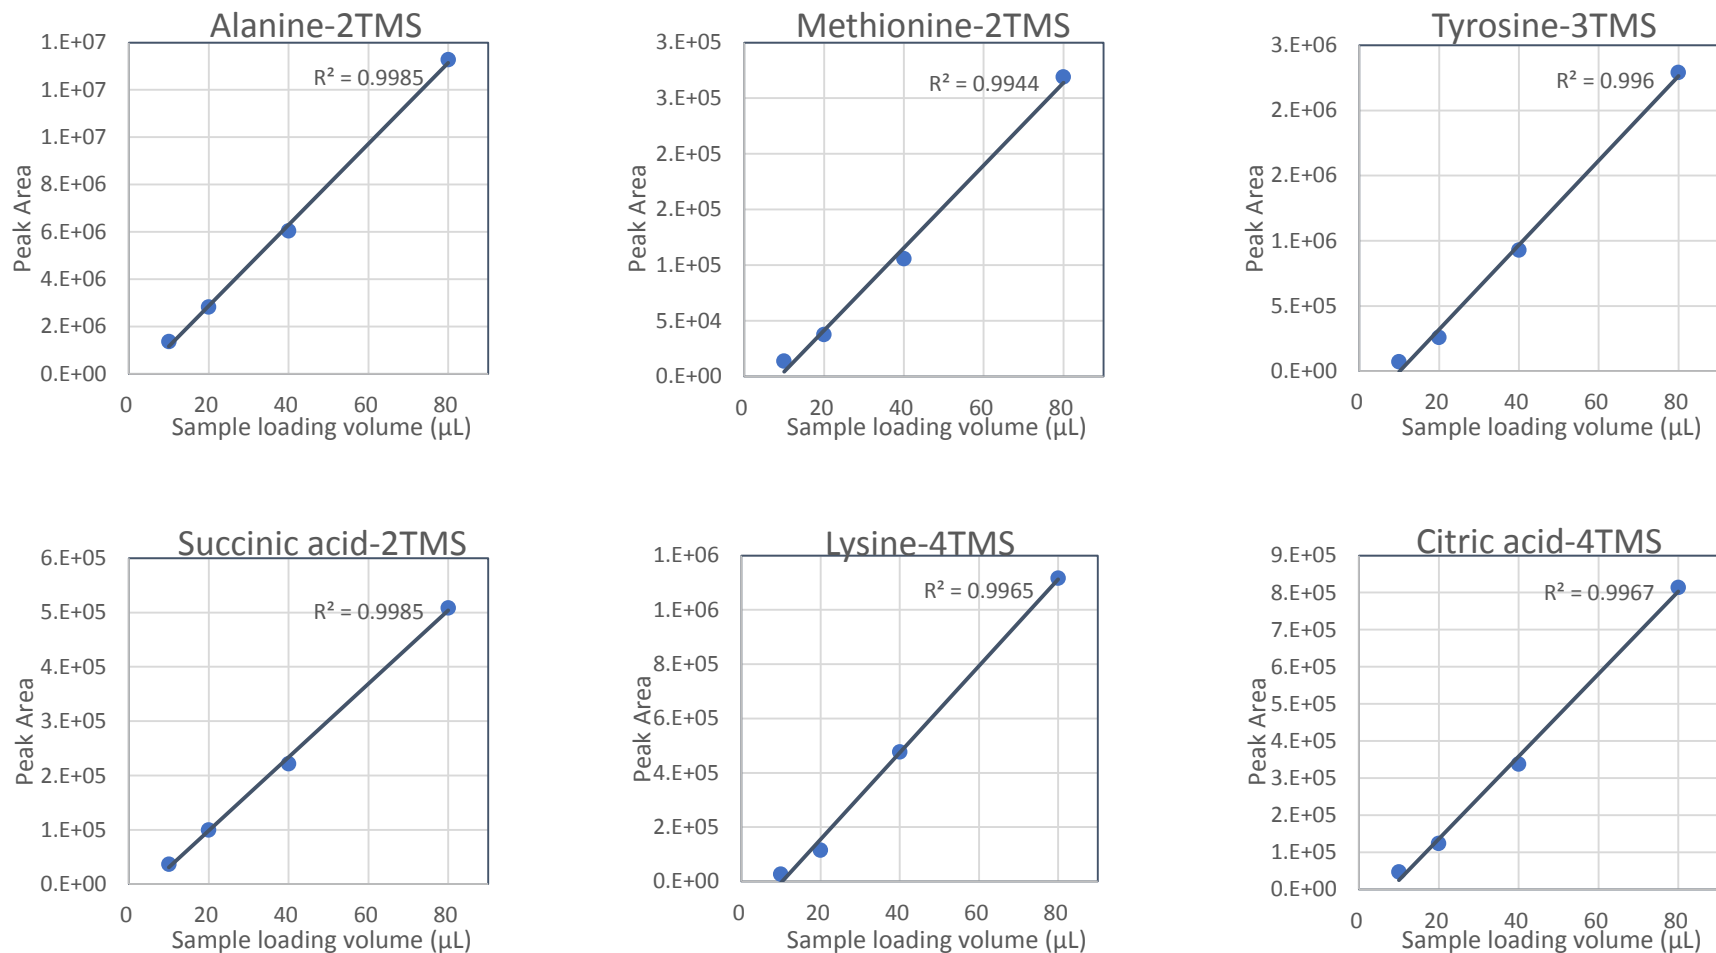 Alanine-2TMS
R² = 0.9985
1.E+07
1.E+07
1.E+07
8.E+06
6.E+06
4.E+06
2.E+06
0.E+00
Peak Area
0 20 40 60 80
Sample loading volume (µL)
Methionine-2TMS
R² = 0.9944
3.E+05
3.E+05
2.E+05
2.E+05
1.E+05
5.E+04
0.E+00
Peak Area
0 20 40 60 80
Sample loading volume (µL)
Tyrosine-3TMS
R² = 0.996
3.E+06
2.E+06
2.E+06
1.E+06
5.E+05
0.E+00
Peak Area
0 20 40 60 80
Sample loading volume (µL)
Succinic acid-2TMS
R² = 0.9985
6.E+05
5.E+05
4.E+05
3.E+05
2.E+05
1.E+05
0.E+00
Peak Area
0 20 40 60 80
Sample loading volume (µL)
Lysine-4TMS
R² = 0.9965
1.E+06
1.E+06
8.E+05
6.E+05
4.E+05
2.E+05
0.E+00
Peak Area
0 20 40 60 80
Sample loading volume (µL)
Citric acid-4TMS
R² = 0.9967
9.E+05
8.E+05
7.E+05
6.E+05
5.E+05
4.E+05
3.E+05
2.E+05
1.E+05
0.E+00
Peak Area
0 20 40 60 80
Sample loading volume (µL)